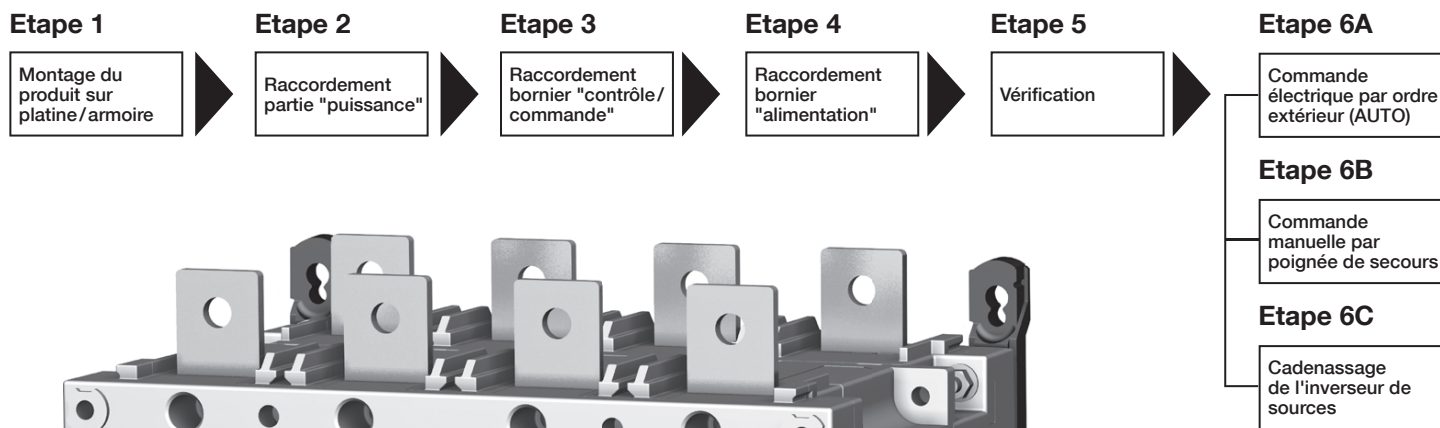 Etape 1
Montage du
produit sur
platine/armoire
Etape 2
Raccordement
partie "puissance"
Etape 3
Raccordement
bornier "contrôle/
commande"
Etape 4
Raccordement
bornier
"alimentation"
Etape 5
Vérification
Etape 6A
Commande
électrique par ordre
extérieur (AUTO)
Etape 6B
Commande
manuelle par
poignée de secours
Etape 6C
Cadenassage
de l'inverseur de
sources